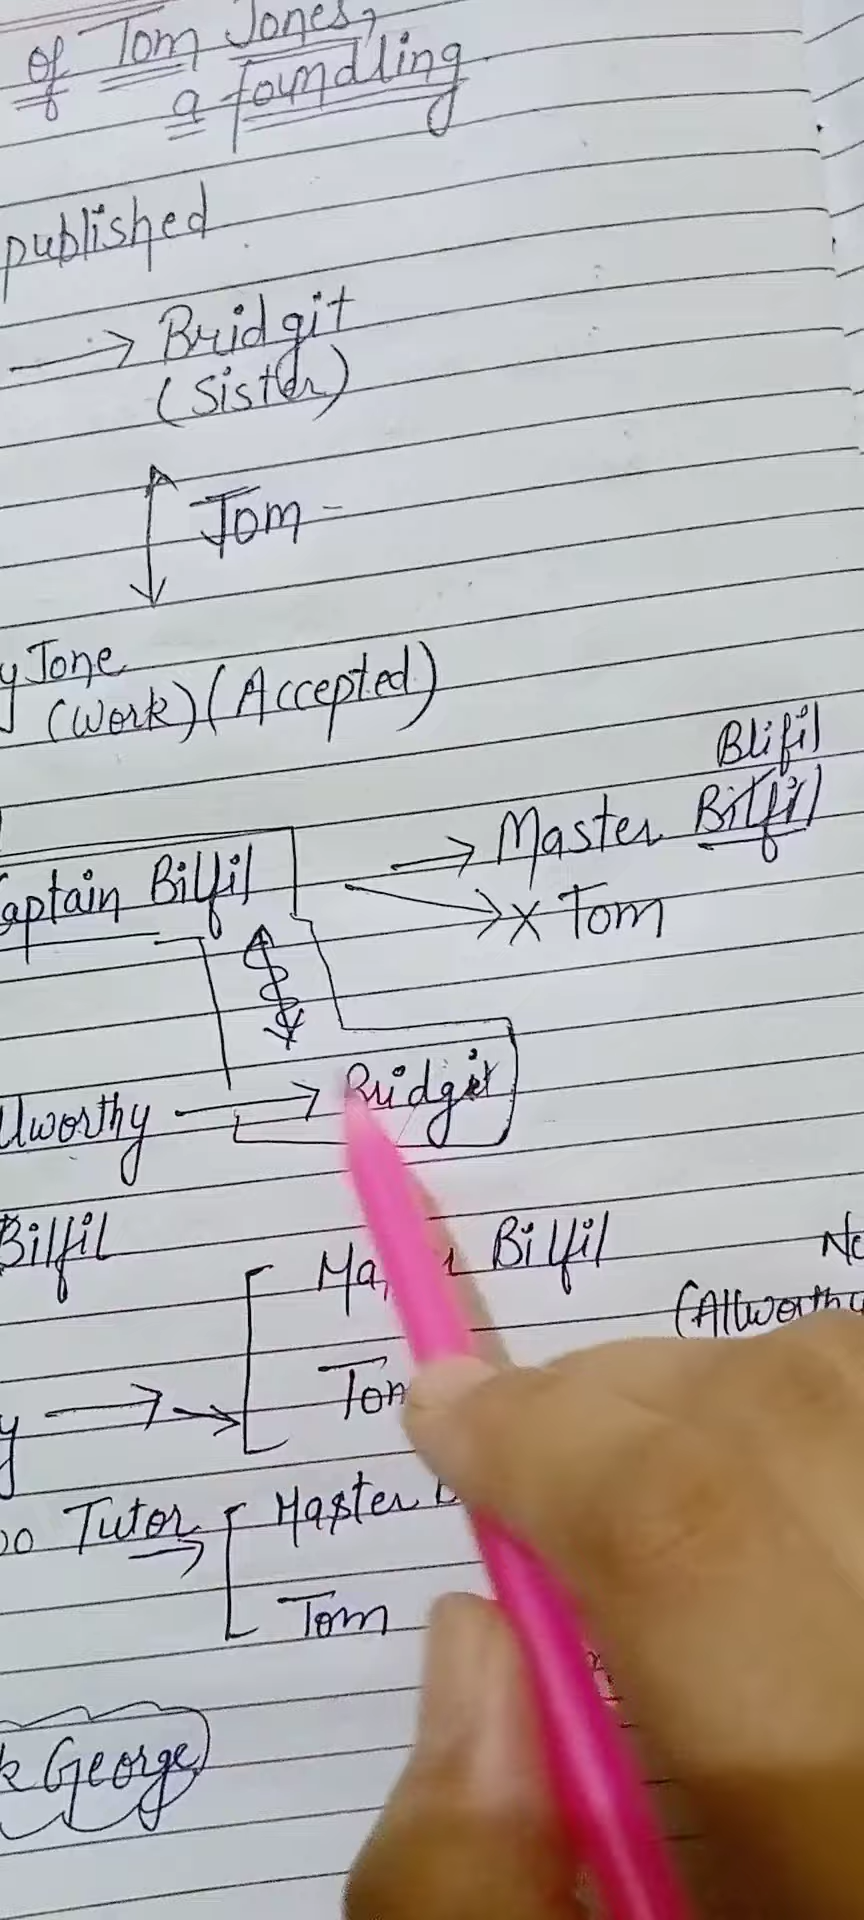 of Tom Jones,
a foundling
published
→ Bridgit
(Sister)
Tom -
y Jone
(work) (Accepted)
Blifil
→ Master Bilfil
aptain Bilfil
x Tom
llworthy → Bridgit
Bilfil
Bilfil
(Allworthy
Tom
y →
Tutor → Master
Tom
k George